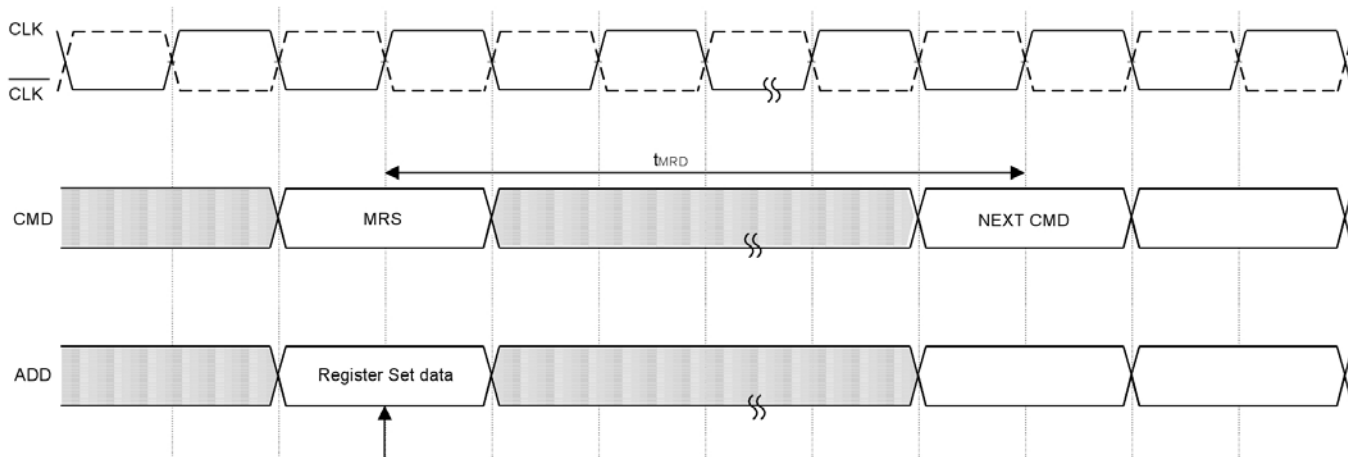 CLK
CLK
tMRD
CMD
MRS
NEXT CMD
ADD
Register Set data